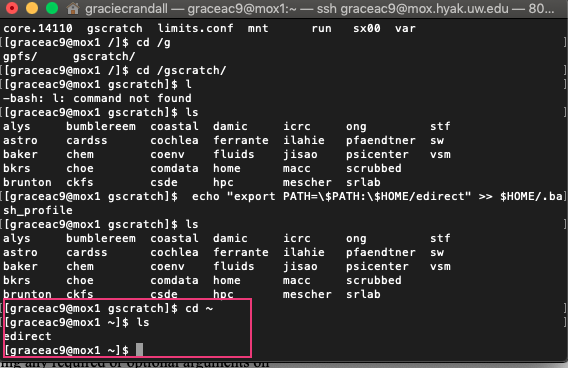 graciecrandall — graceac9@mox1:~ — ssh graceac9@mox.hyak.uw.edu — 80...
core.14110 gscratch limits.conf mnt run sx00 var
[[graceac9@mox1 /]$ cd /g
gpfs/ gscratch/
[[graceac9@mox1 /]$ cd /gscratch/
[[graceac9@mox1 gscratch]$ l
-bash: l: command not found
[[graceac9@mox1 gscratch]$ ls
alys bumblereem coastal damic icrc ong stf
astro cardss cochlea ferrante ilahie pfaendtner sw
baker chem coenv fluids jisao psicenter vsm
bkrs choe comdata home macc scrubbed
brunton ckfs csde hpc mescher srlab
[[graceac9@mox1 gscratch]$ echo "export PATH=\$PATH:\$HOME/edirect" >> $HOME/.ba
sh_profile
[[graceac9@mox1 gscratch]$ ls
alys bumblereem coastal damic icrc ong stf
astro cardss cochlea ferrante ilahie pfaendtner sw
baker chem coenv fluids jisao psicenter vsm
bkrs choe comdata home macc scrubbed
brunton ckfs csde hpc mescher srlab
[[graceac9@mox1 gscratch]$ cd ~
[[graceac9@mox1 ~]$ ls
edirect
[graceac9@mox1 ~]$
ing any required or optional arguments on